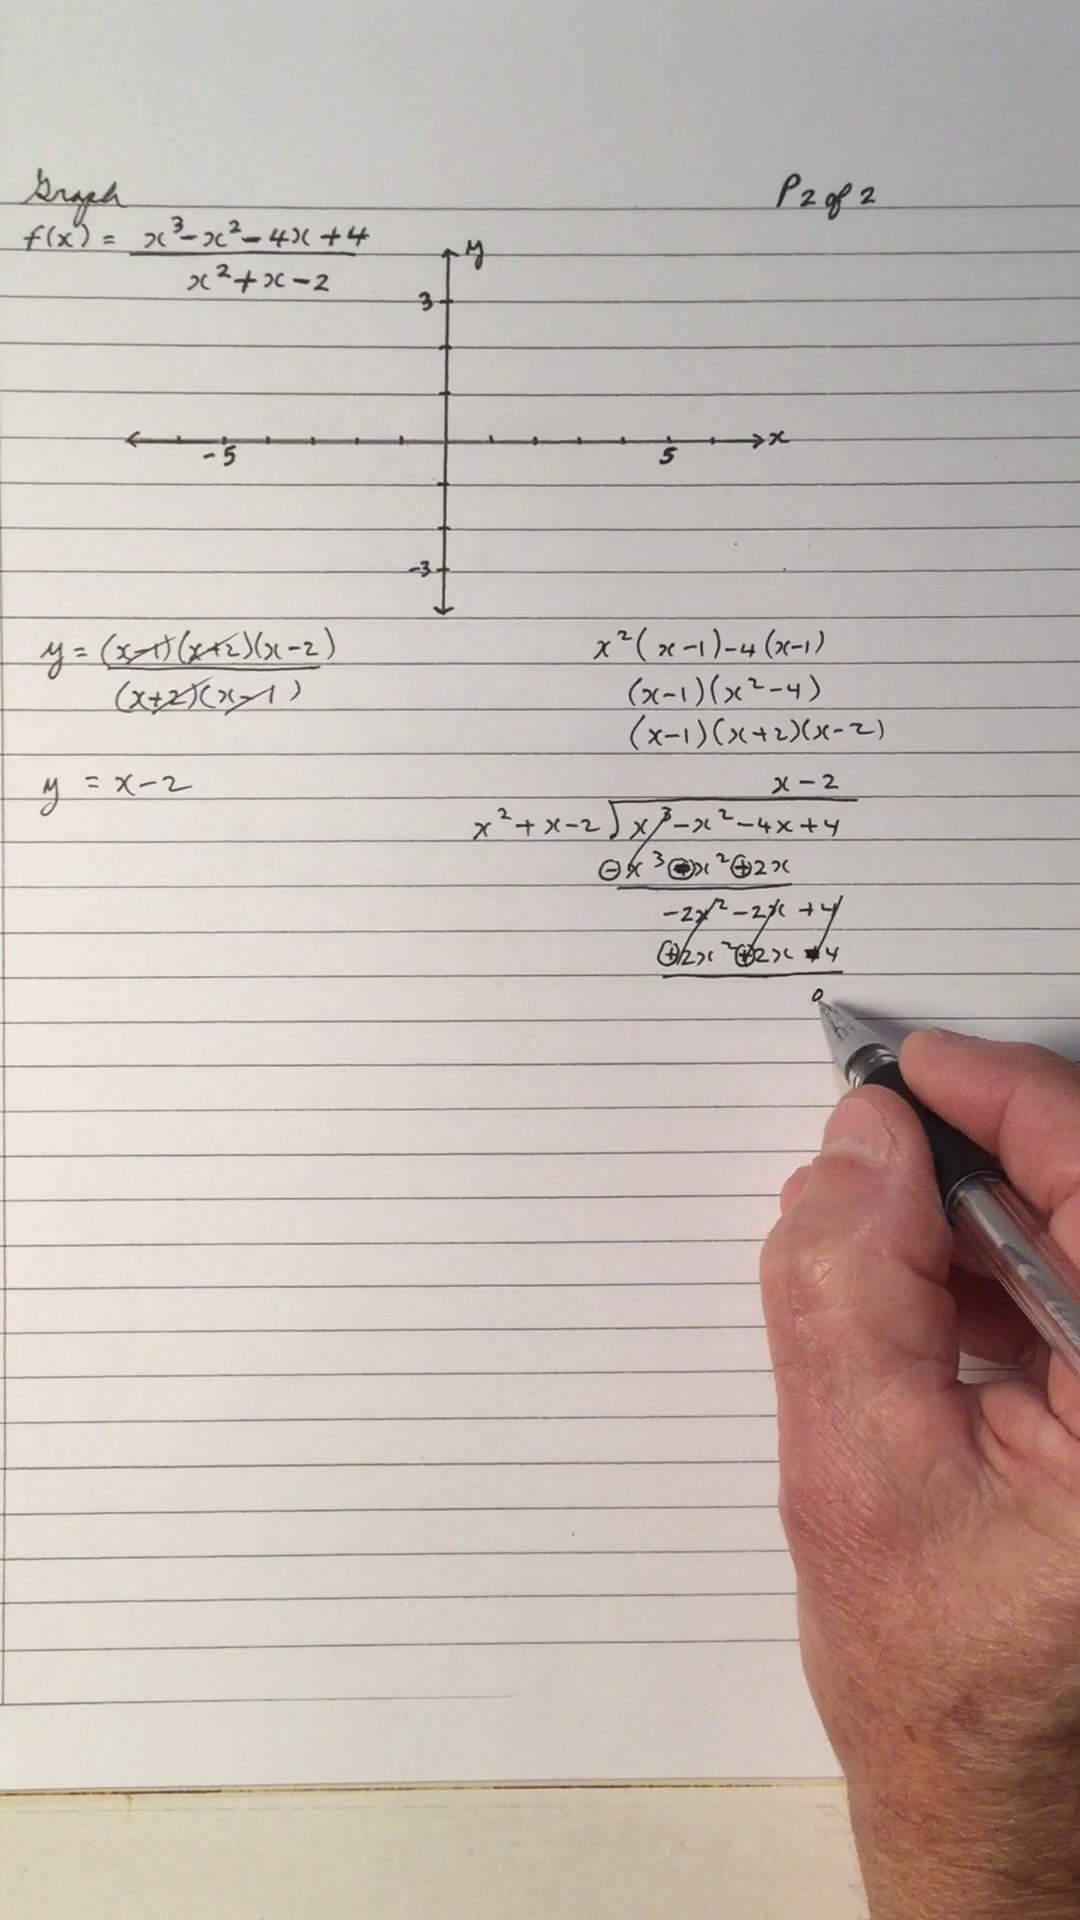 Graph
P 2 of 2
f(x) = x³-x²-4x+4
x²+x-2
y
3
-5
5
x
-3
y = (x-1)(x+2)(x-2)
(x+2)(x-1)
y = x-2
x²(x-1)-4(x-1)
(x-1)(x²-4)
(x-1)(x+2)(x-2)
x-2
x²+x-2 ) x³-x²-4x+4
⊖x³ x² ⊕2x
-2x²-2x+4
⊕2x² ⊕2x 4
0